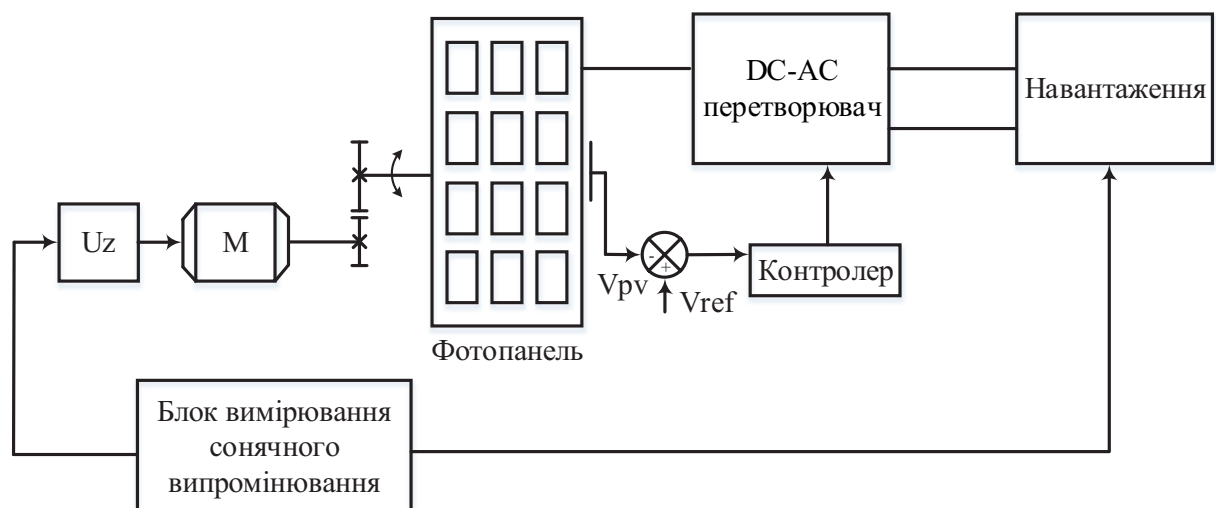 DC-AC
перетворювач
Навантаження
Uz
M
Vpv
-
+
Vref
Контролер
Фотопанель
Блок вимірювання
сонячного
випромінювання